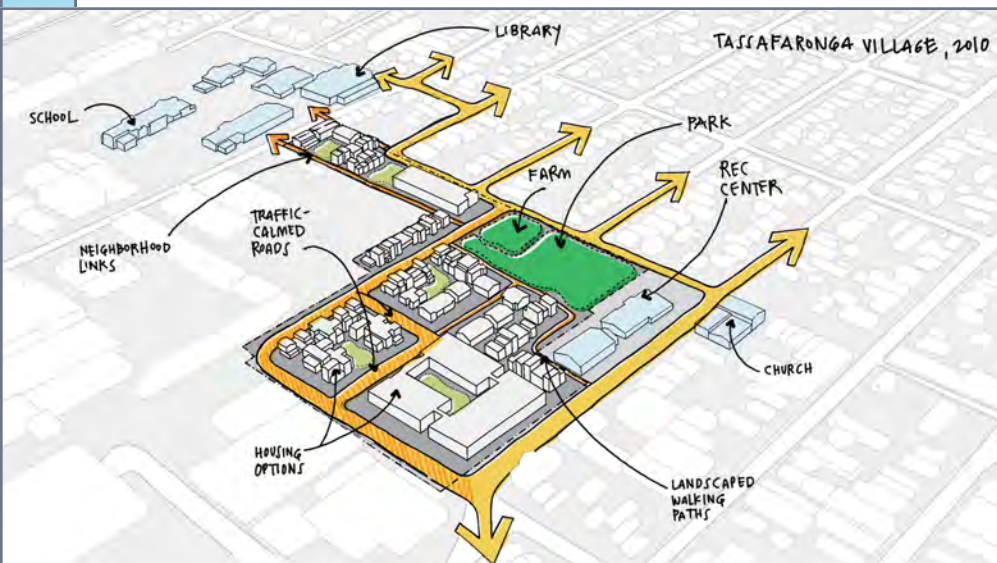 LIBRARY
TASSAFARONGA VILLAGE, 2010
SCHOOL
PARK
FARM
REC
CENTER
TRAFFIC-
CALMED
ROADS
NEIGHBORHOOD
LINKS
CHURCH
HOUSING
OPTIONS
LANDSCAPED
WALKING
PATHS